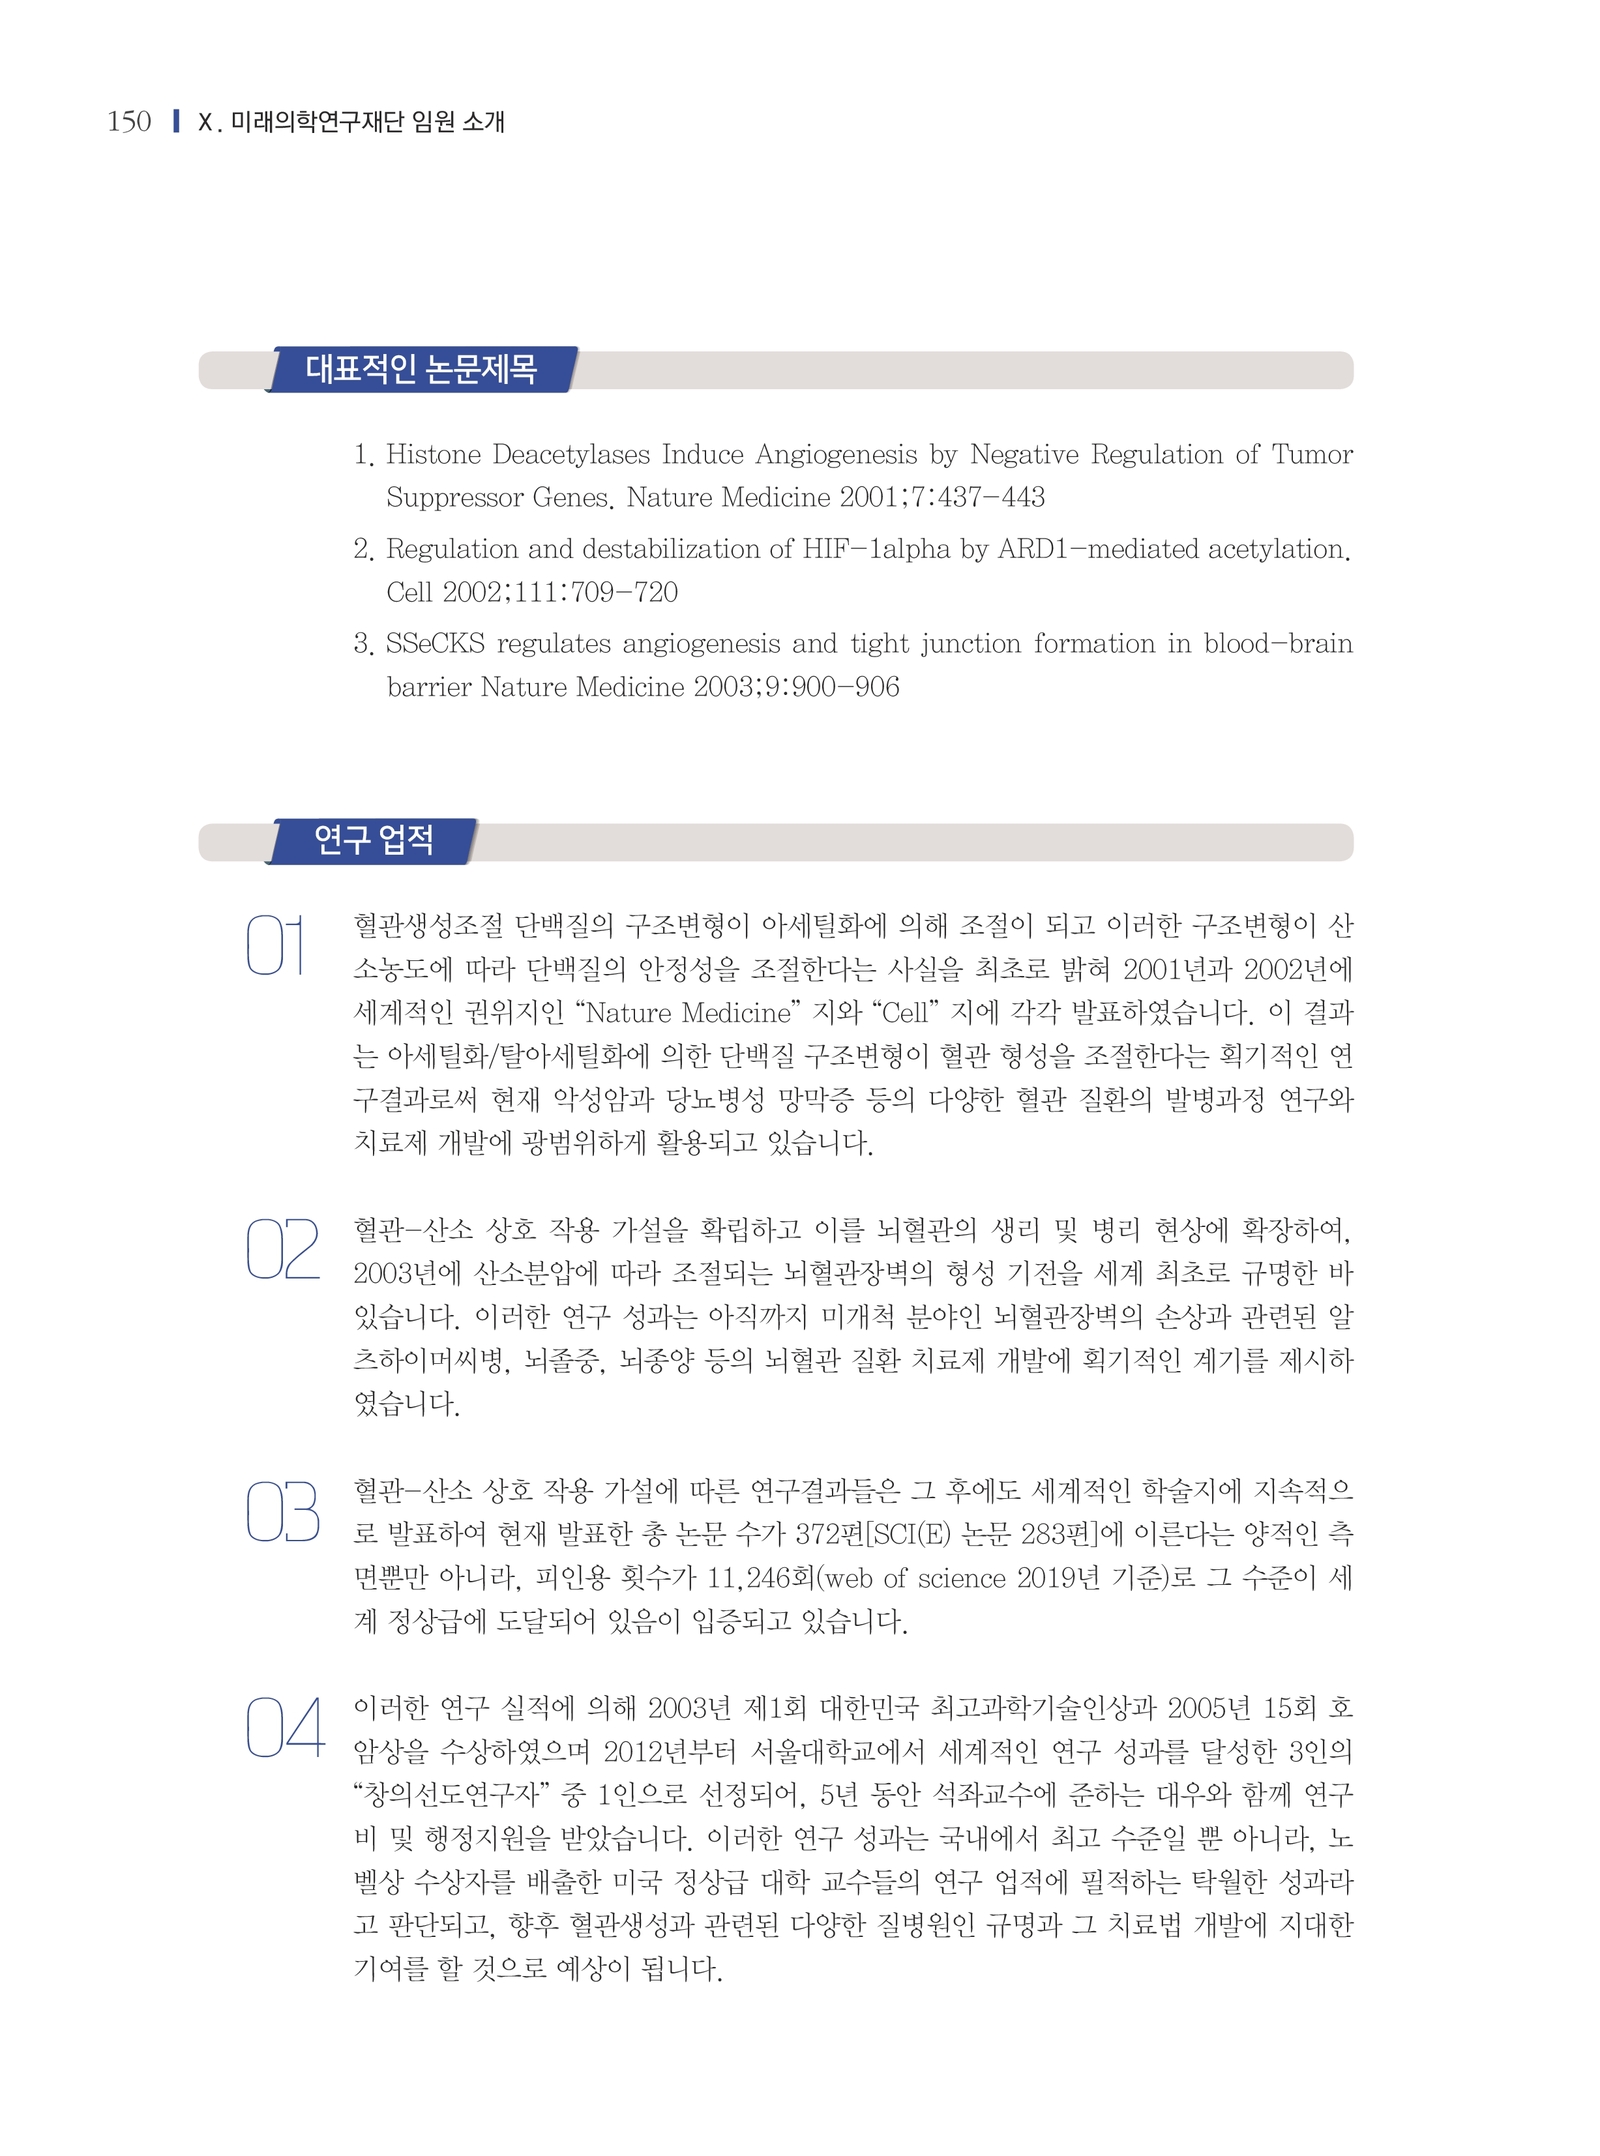 150 X. 미래의학연구재단 임원 소개
대표적인 논문제목
1. Histone Deacetylases Induce Angiogenesis by Negative Regulation of Tumor
Suppressor Genes. Nature Medicine 2001;7:437-443
2. Regulation and destabilization of HIF-1alpha by ARD1-mediated acetylation.
Cell 2002;111:709-720
3. SSeCKS regulates angiogenesis and tight junction formation in blood-brain
barrier Nature Medicine 2003;9:900-906
연구 업적
01
혈관생성조절 단백질의 구조변형이 아세틸화에 의해 조절이 되고 이러한 구조변형이 산
소농도에 따라 단백질의 안정성을 조절한다는 사실을 최초로 밝혀 2001년과 2002년에
세계적인 권위지인 “Nature Medicine” 지와 “Cell” 지에 각각 발표하였습니다. 이 결과
는 아세틸화/탈아세틸화에 의한 단백질 구조변형이 혈관 형성을 조절한다는 획기적인 연
구결과로써 현재 악성암과 당뇨병성 망막증 등의 다양한 혈관 질환의 발병과정 연구와
치료제 개발에 광범위하게 활용되고 있습니다.
02
혈관-산소 상호 작용 가설을 확립하고 이를 뇌혈관의 생리 및 병리 현상에 확장하여,
2003년에 산소분압에 따라 조절되는 뇌혈관장벽의 형성 기전을 세계 최초로 규명한 바
있습니다. 이러한 연구 성과는 아직까지 미개척 분야인 뇌혈관장벽의 손상과 관련된 알
츠하이머씨병, 뇌졸중, 뇌종양 등의 뇌혈관 질환 치료제 개발에 획기적인 계기를 제시하
였습니다.
03
혈관-산소 상호 작용 가설에 따른 연구결과들은 그 후에도 세계적인 학술지에 지속적으
로 발표하여 현재 발표한 총 논문 수가 372편[SCI(E) 논문 283편]에 이른다는 양적인 측
면뿐만 아니라, 피인용 횟수가 11,246회(web of science 2019년 기준)로 그 수준이 세
계 정상급에 도달되어 있음이 입증되고 있습니다.
04
이러한 연구 실적에 의해 2003년 제1회 대한민국 최고과학기술인상과 2005년 15회 호
암상을 수상하였으며 2012년부터 서울대학교에서 세계적인 연구 성과를 달성한 3인의
“창의선도연구자” 중 1인으로 선정되어, 5년 동안 석좌교수에 준하는 대우와 함께 연구
비 및 행정지원을 받았습니다. 이러한 연구 성과는 국내에서 최고 수준일 뿐 아니라, 노
벨상 수상자를 배출한 미국 정상급 대학 교수들의 연구 업적에 필적하는 탁월한 성과라
고 판단되고, 향후 혈관생성과 관련된 다양한 질병원인 규명과 그 치료법 개발에 지대한
기여를 할 것으로 예상이 됩니다.